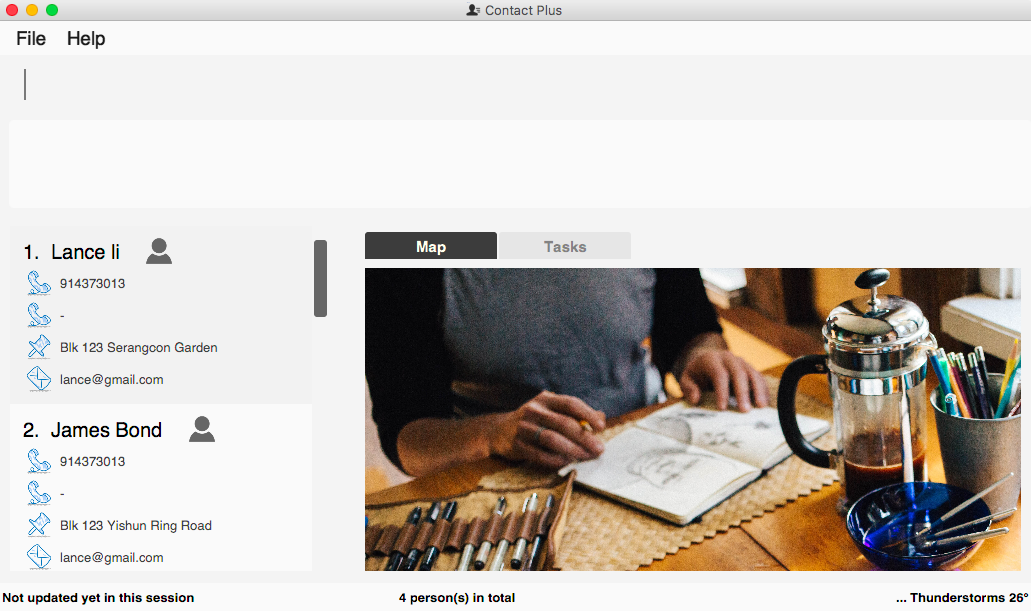 Contact Plus
File Help
1. Lance li
914373013
-
Blk 123 Serangoon Garden
lance@gmail.com
2. James Bond
914373013
-
Blk 123 Yishun Ring Road
lance@gmail.com
Map Tasks
Not updated yet in this session
4 person(s) in total
... Thunderstorms 26°